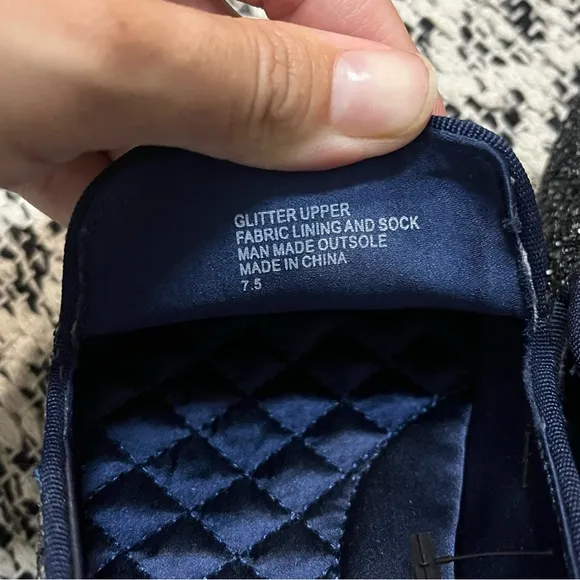 GLITTER UPPER
FABRIC LINING AND SOCK
MAN MADE OUTSOLE
MADE IN CHINA
7.5